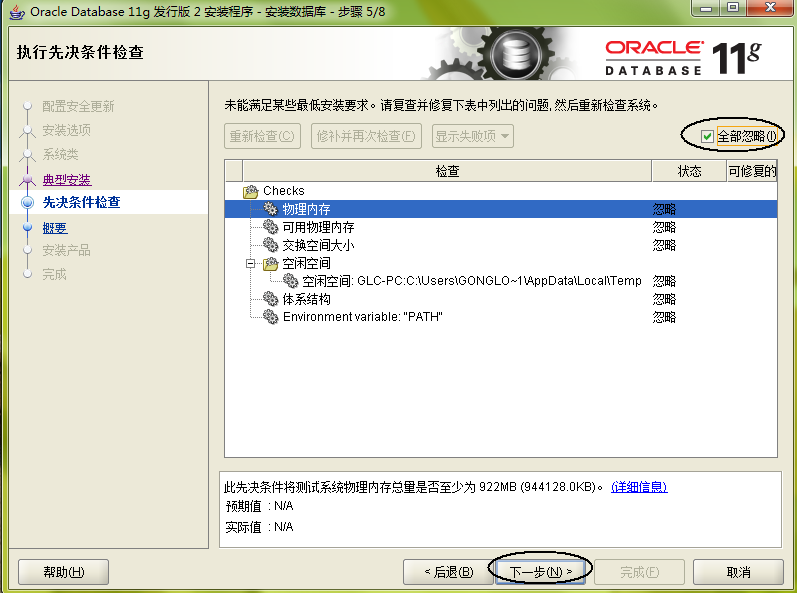 Oracle Database 11g 发行版 2 安装程序 - 安装数据库 - 步骤 5/8
执行先决条件检查
ORACLE
DATABASE
11g
配置安全更新
安装选项
系统类
典型安装
先决条件检查
概要
安装产品
完成
未能满足某些最低安装要求。请复查并修复下表中列出的问题, 然后重新检查系统。
重新检查(C) 修补并再次检查(F) 显示失败项 全部忽略(I)
检查 状态 可修复的
Checks
物理内存 忽略
可用物理内存 忽略
交换空间大小 忽略
空闲空间
空闲空间: GLC-PC:C:\Users\GONGLO~1\AppData\Local\Temp 忽略
体系结构 忽略
Environment variable: "PATH" 忽略
此先决条件将测试系统物理内存总量是否至少为 922MB (944128.0KB)。 (详细信息)
预期值 : N/A
实际值 : N/A
帮助(H) < 后退(B) 下一步(N) > 完成(F) 取消